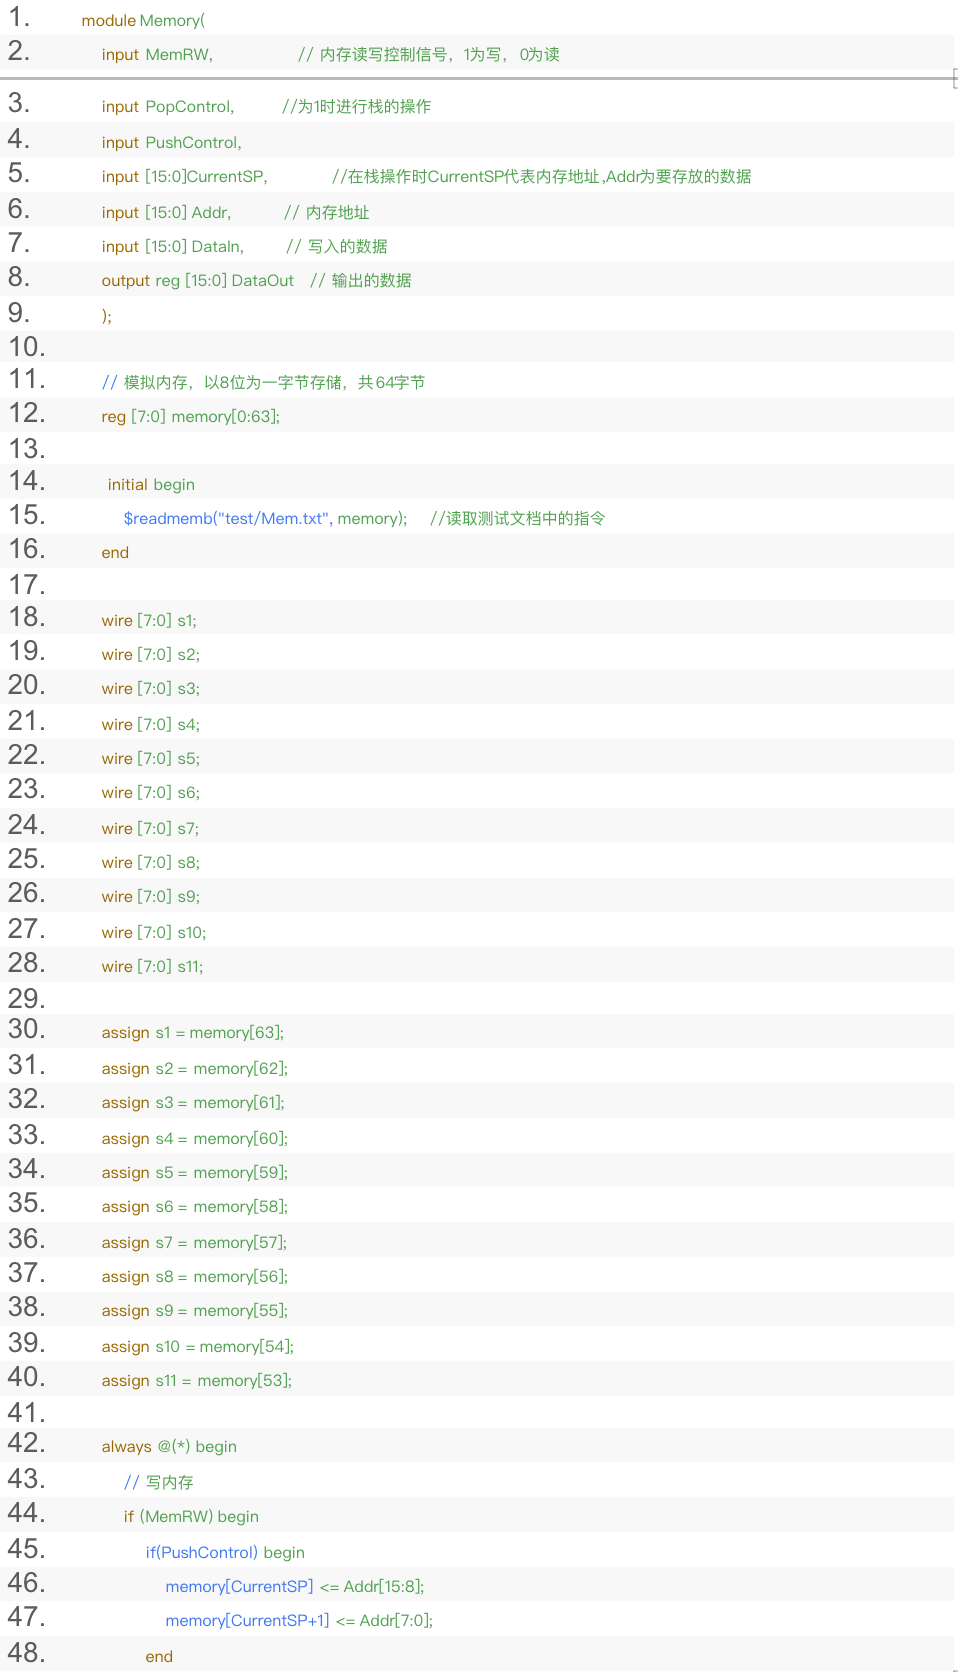 1. module Memory(
2. input MemRW, // 内存读写控制信号，1为写，0为读
3. input PopControl, //为1时进行栈的操作
4. input PushControl,
5. input [15:0]CurrentSP, //在栈操作时CurrentSP代表内存地址,Addr为要存放的数据
6. input [15:0] Addr, // 内存地址
7. input [15:0] DataIn, // 写入的数据
8. output reg [15:0] DataOut // 输出的数据
9. );
10.
11. // 模拟内存，以8位为一字节存储，共64字节
12. reg [7:0] memory[0:63];
13.
14. initial begin
15. $readmemb("test/Mem.txt", memory); //读取测试文档中的指令
16. end
17.
18. wire [7:0] s1;
19. wire [7:0] s2;
20. wire [7:0] s3;
21. wire [7:0] s4;
22. wire [7:0] s5;
23. wire [7:0] s6;
24. wire [7:0] s7;
25. wire [7:0] s8;
26. wire [7:0] s9;
27. wire [7:0] s10;
28. wire [7:0] s11;
29.
30. assign s1 = memory[63];
31. assign s2 = memory[62];
32. assign s3 = memory[61];
33. assign s4 = memory[60];
34. assign s5 = memory[59];
35. assign s6 = memory[58];
36. assign s7 = memory[57];
37. assign s8 = memory[56];
38. assign s9 = memory[55];
39. assign s10 = memory[54];
40. assign s11 = memory[53];
41.
42. always @(*) begin
43. // 写内存
44. if (MemRW) begin
45. if(PushControl) begin
46. memory[CurrentSP] <= Addr[15:8];
47. memory[CurrentSP+1] <= Addr[7:0];
48. end